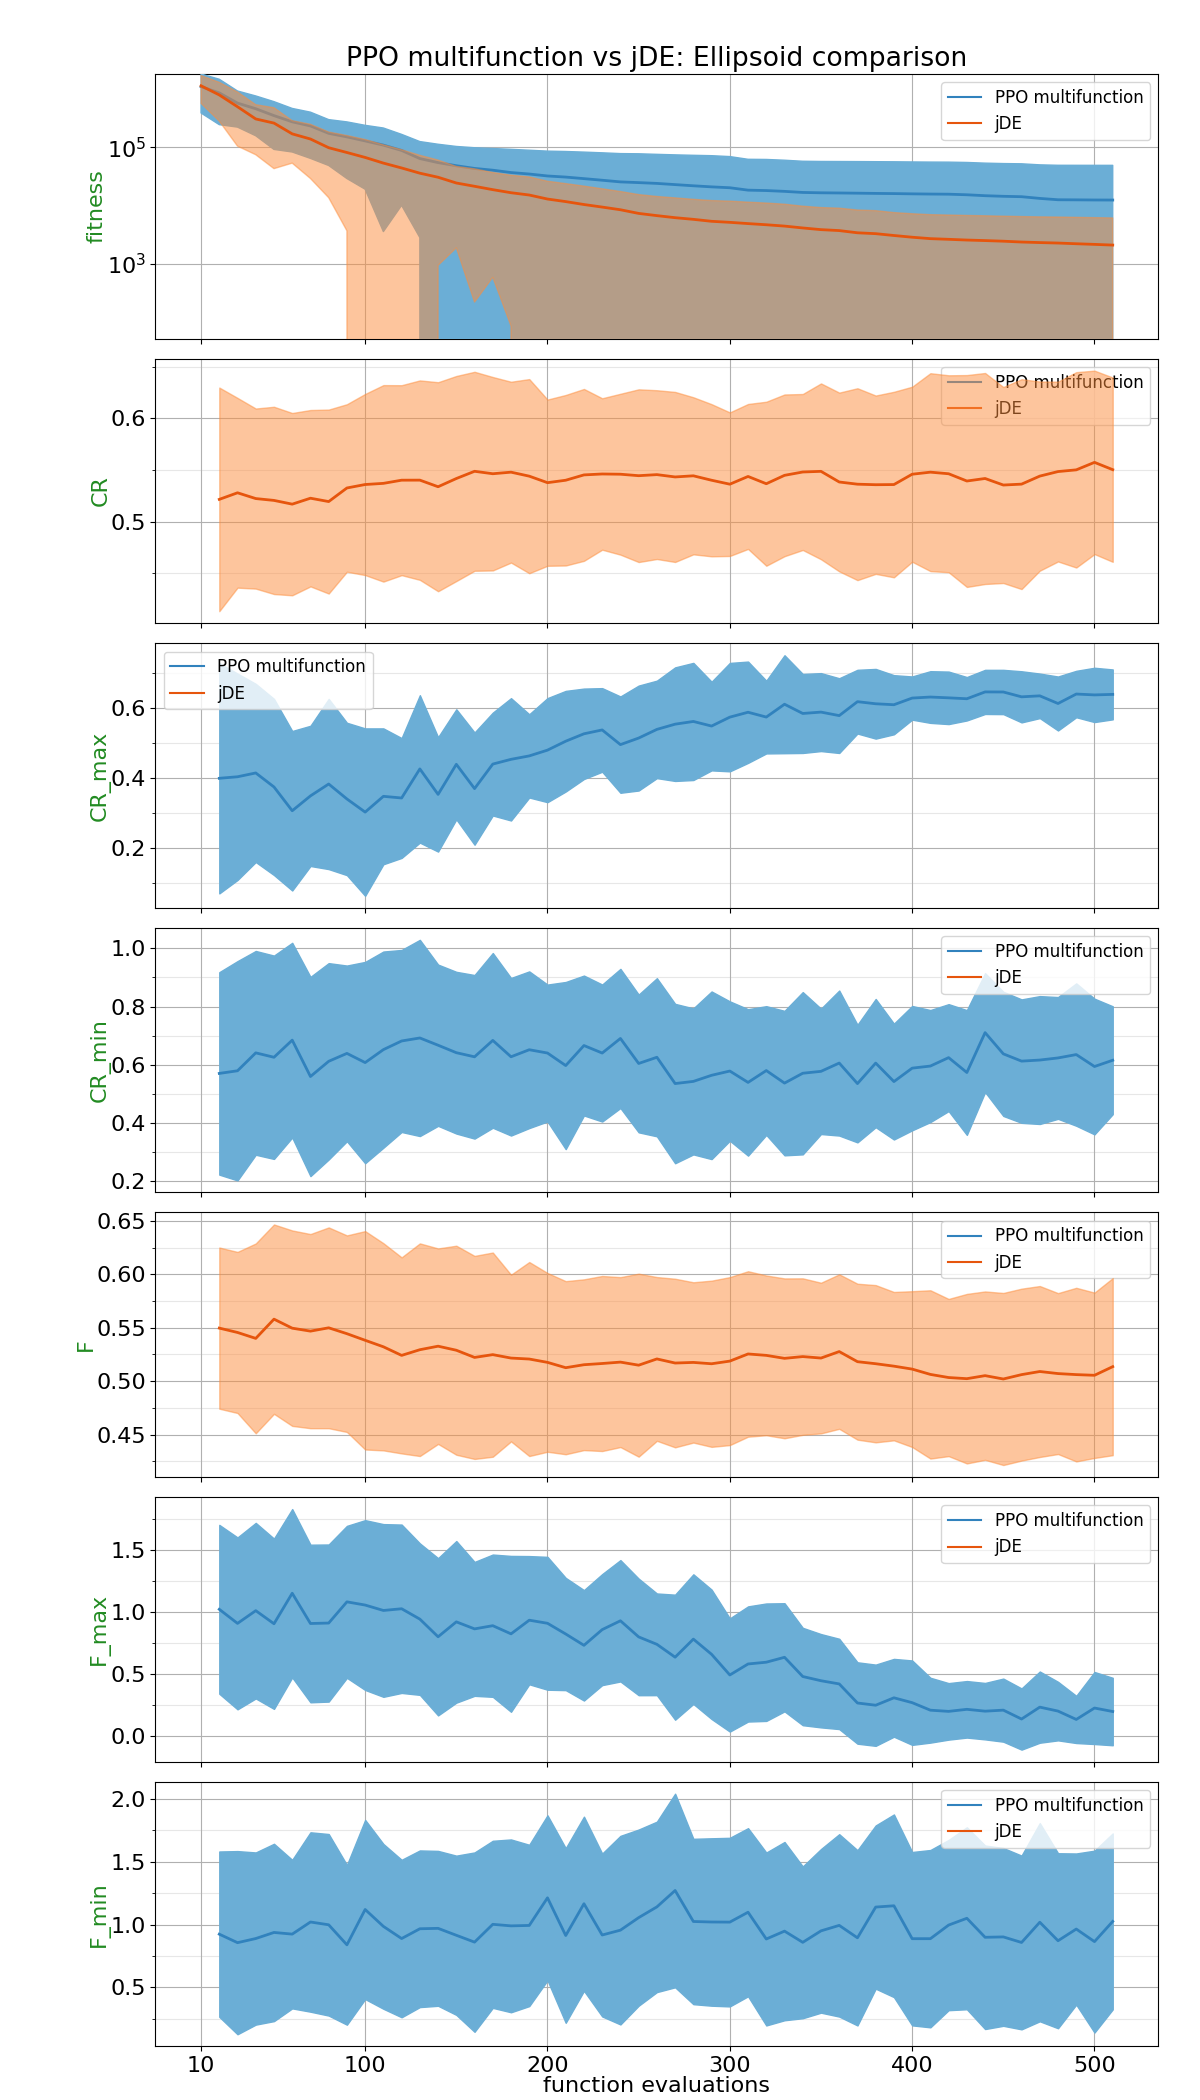 PPO multifunction vs jDE: Ellipsoid comparison
PPO multifunction
jDE
10⁵
10³
fitness
PPO multifunction
jDE
0.6
0.5
CR
PPO multifunction
jDE
0.6
0.4
0.2
CR_max
PPO multifunction
jDE
1.0
0.8
0.6
0.4
0.2
CR_min
PPO multifunction
jDE
0.65
0.60
0.55
0.50
0.45
F
PPO multifunction
jDE
1.5
1.0
0.5
0.0
F_max
PPO multifunction
jDE
2.0
1.5
1.0
0.5
F_min
10 100 200 300 400 500
function evaluations